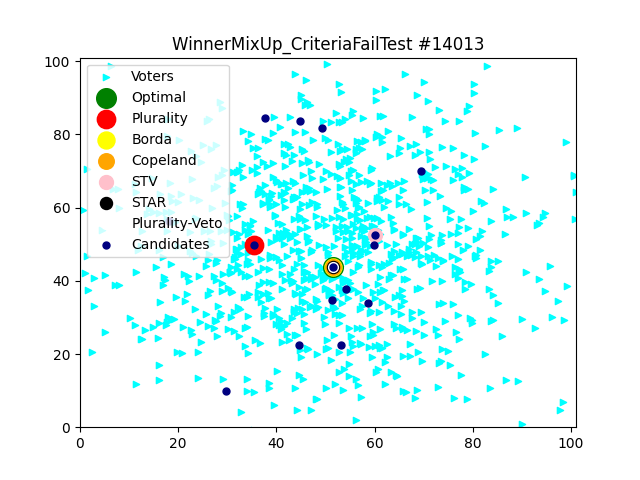 WinnerMixUp_CriteriaFailTest #14013
Voters
Optimal
Plurality
Borda
Copeland
STV
STAR
Plurality-Veto
Candidates
100
80
60
40
20
0
0 20 40 60 80 100